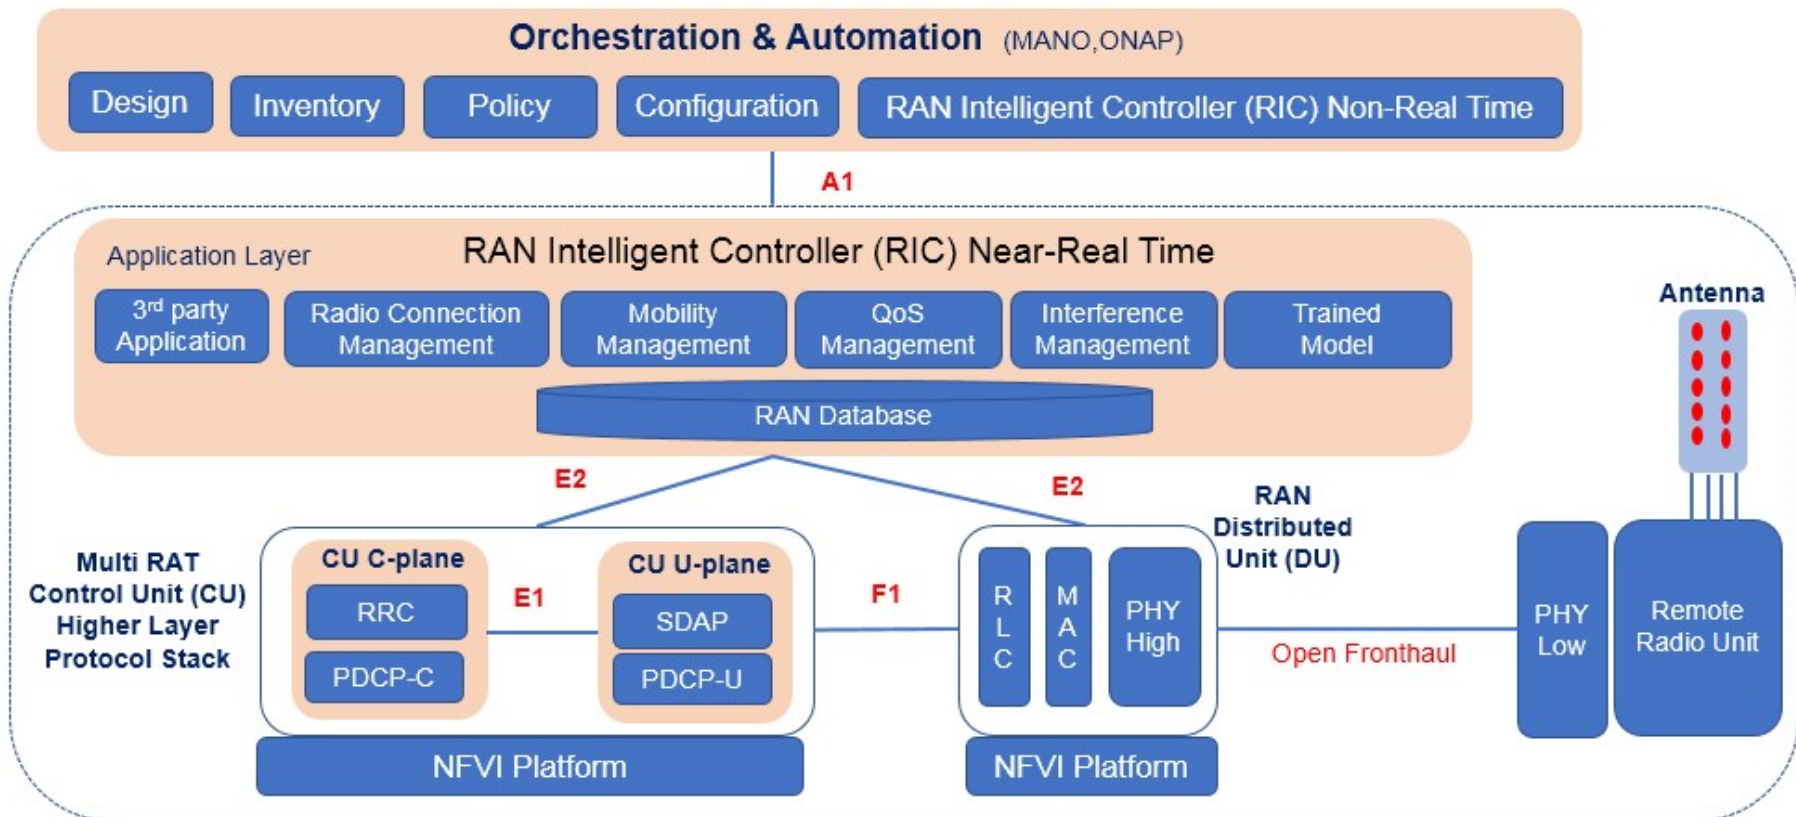 Orchestration & Automation (MANO,ONAP)
Design
Inventory
Policy
Configuration
RAN Intelligent Controller (RIC) Non-Real Time
A1
Application Layer
RAN Intelligent Controller (RIC) Near-Real Time
3rd party
Application
Radio Connection
Management
Mobility
Management
QoS
Management
Interference
Management
Trained
Model
RAN Database
Antenna
E2
E2
RAN
Distributed
Unit (DU)
Multi RAT
Control Unit (CU)
Higher Layer
Protocol Stack
CU C-plane
RRC
PDCP-C
E1
CU U-plane
SDAP
PDCP-U
F1
R
L
C
M
A
C
PHY
High
Open Fronthaul
PHY
Low
Remote
Radio Unit
NFVI Platform
NFVI Platform